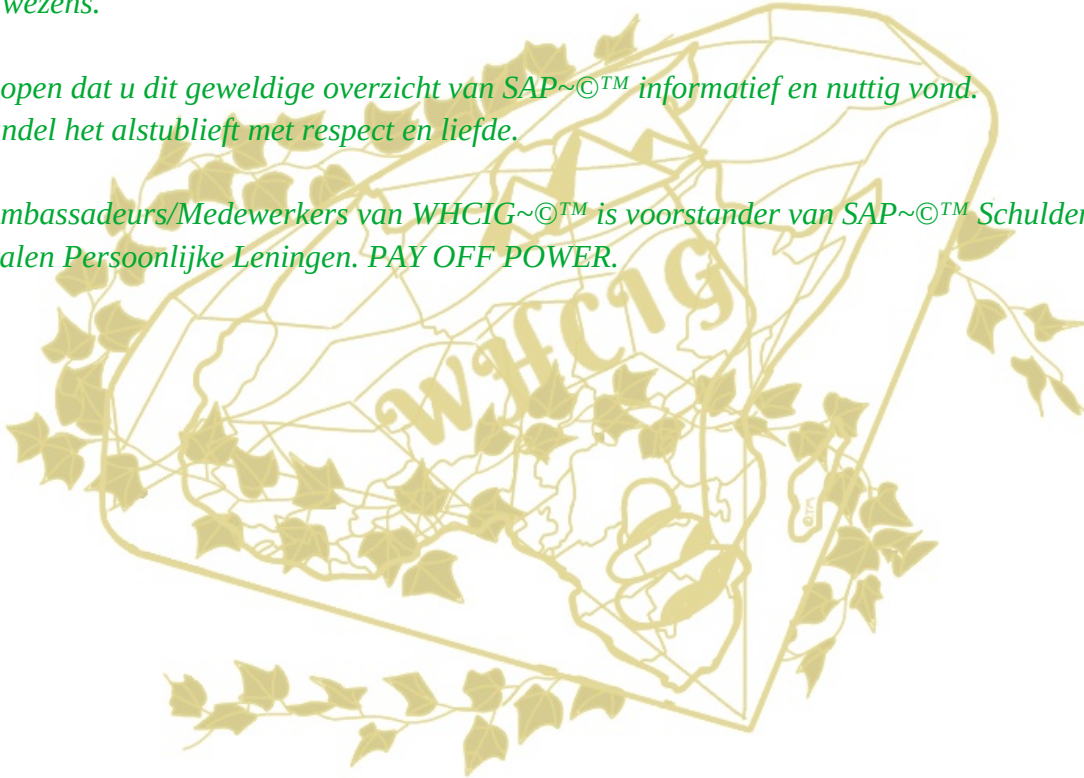 wezens.
open dat u dit geweldige overzicht van SAP~©™ informatief en nuttig vond.
ndel het alstublieft met respect en liefde.
mbassadeurs/Medewerkers van WHCIG~©™ is voorstander van SAP~©™ Schulden
alen Persoonlijke Leningen. PAY OFF POWER.
WHCIG
©™